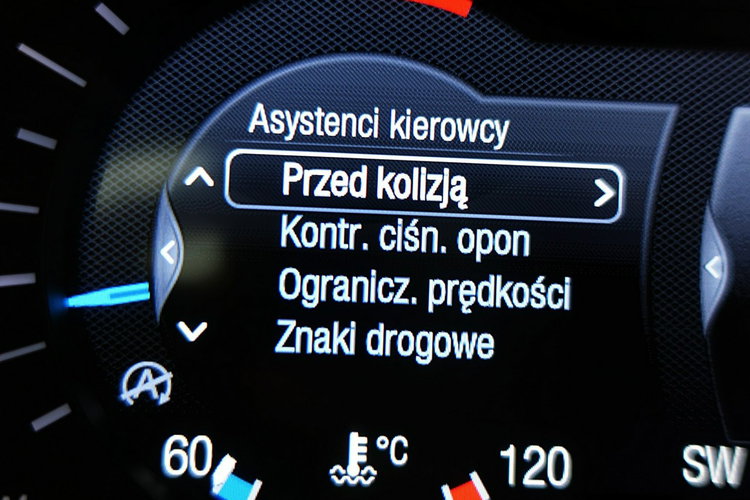 Asystenci kierowcy
Przed kolizją
Kontr. ciśn. opon
Ogranicz. prędkości
Znaki drogowe
A
60 °C 120 SW